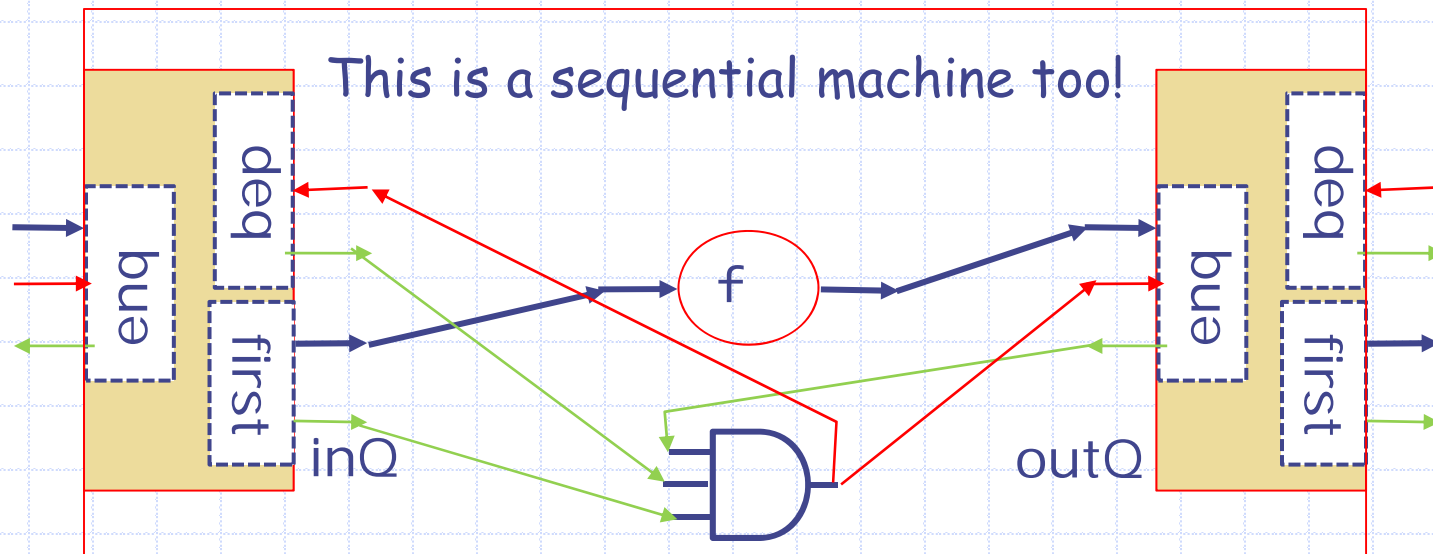 This is a sequential machine too!
enq
deq
first
inQ
f
enq
deq
first
outQ